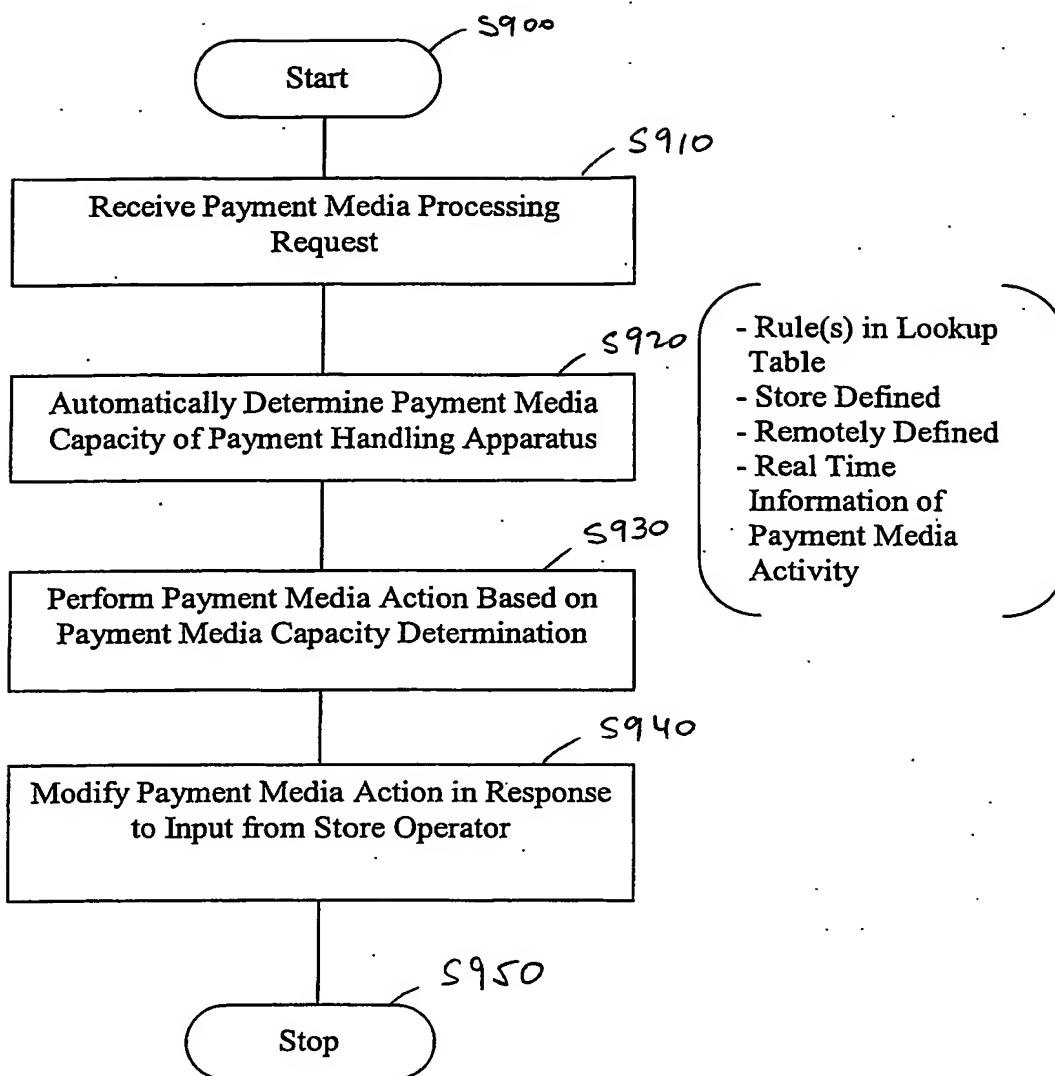 S900
Start
S910
Receive Payment Media Processing
Request
S920
Automatically Determine Payment Media
Capacity of Payment Handling Apparatus
- Rule(s) in Lookup
Table
- Store Defined
- Remotely Defined
- Real Time
Information of
Payment Media
Activity
S930
Perform Payment Media Action Based on
Payment Media Capacity Determination
S940
Modify Payment Media Action in Response
to Input from Store Operator
S950
Stop